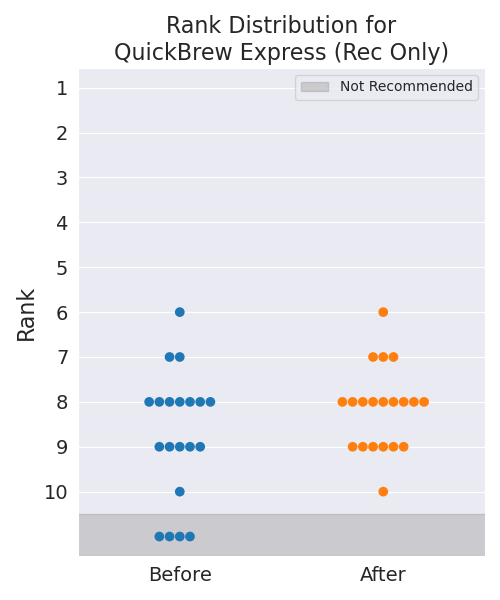 Rank Distribution for
QuickBrew Express (Rec Only)
Not Recommended
1
2
3
4
5
6
7
8
9
10
Rank
Before
After